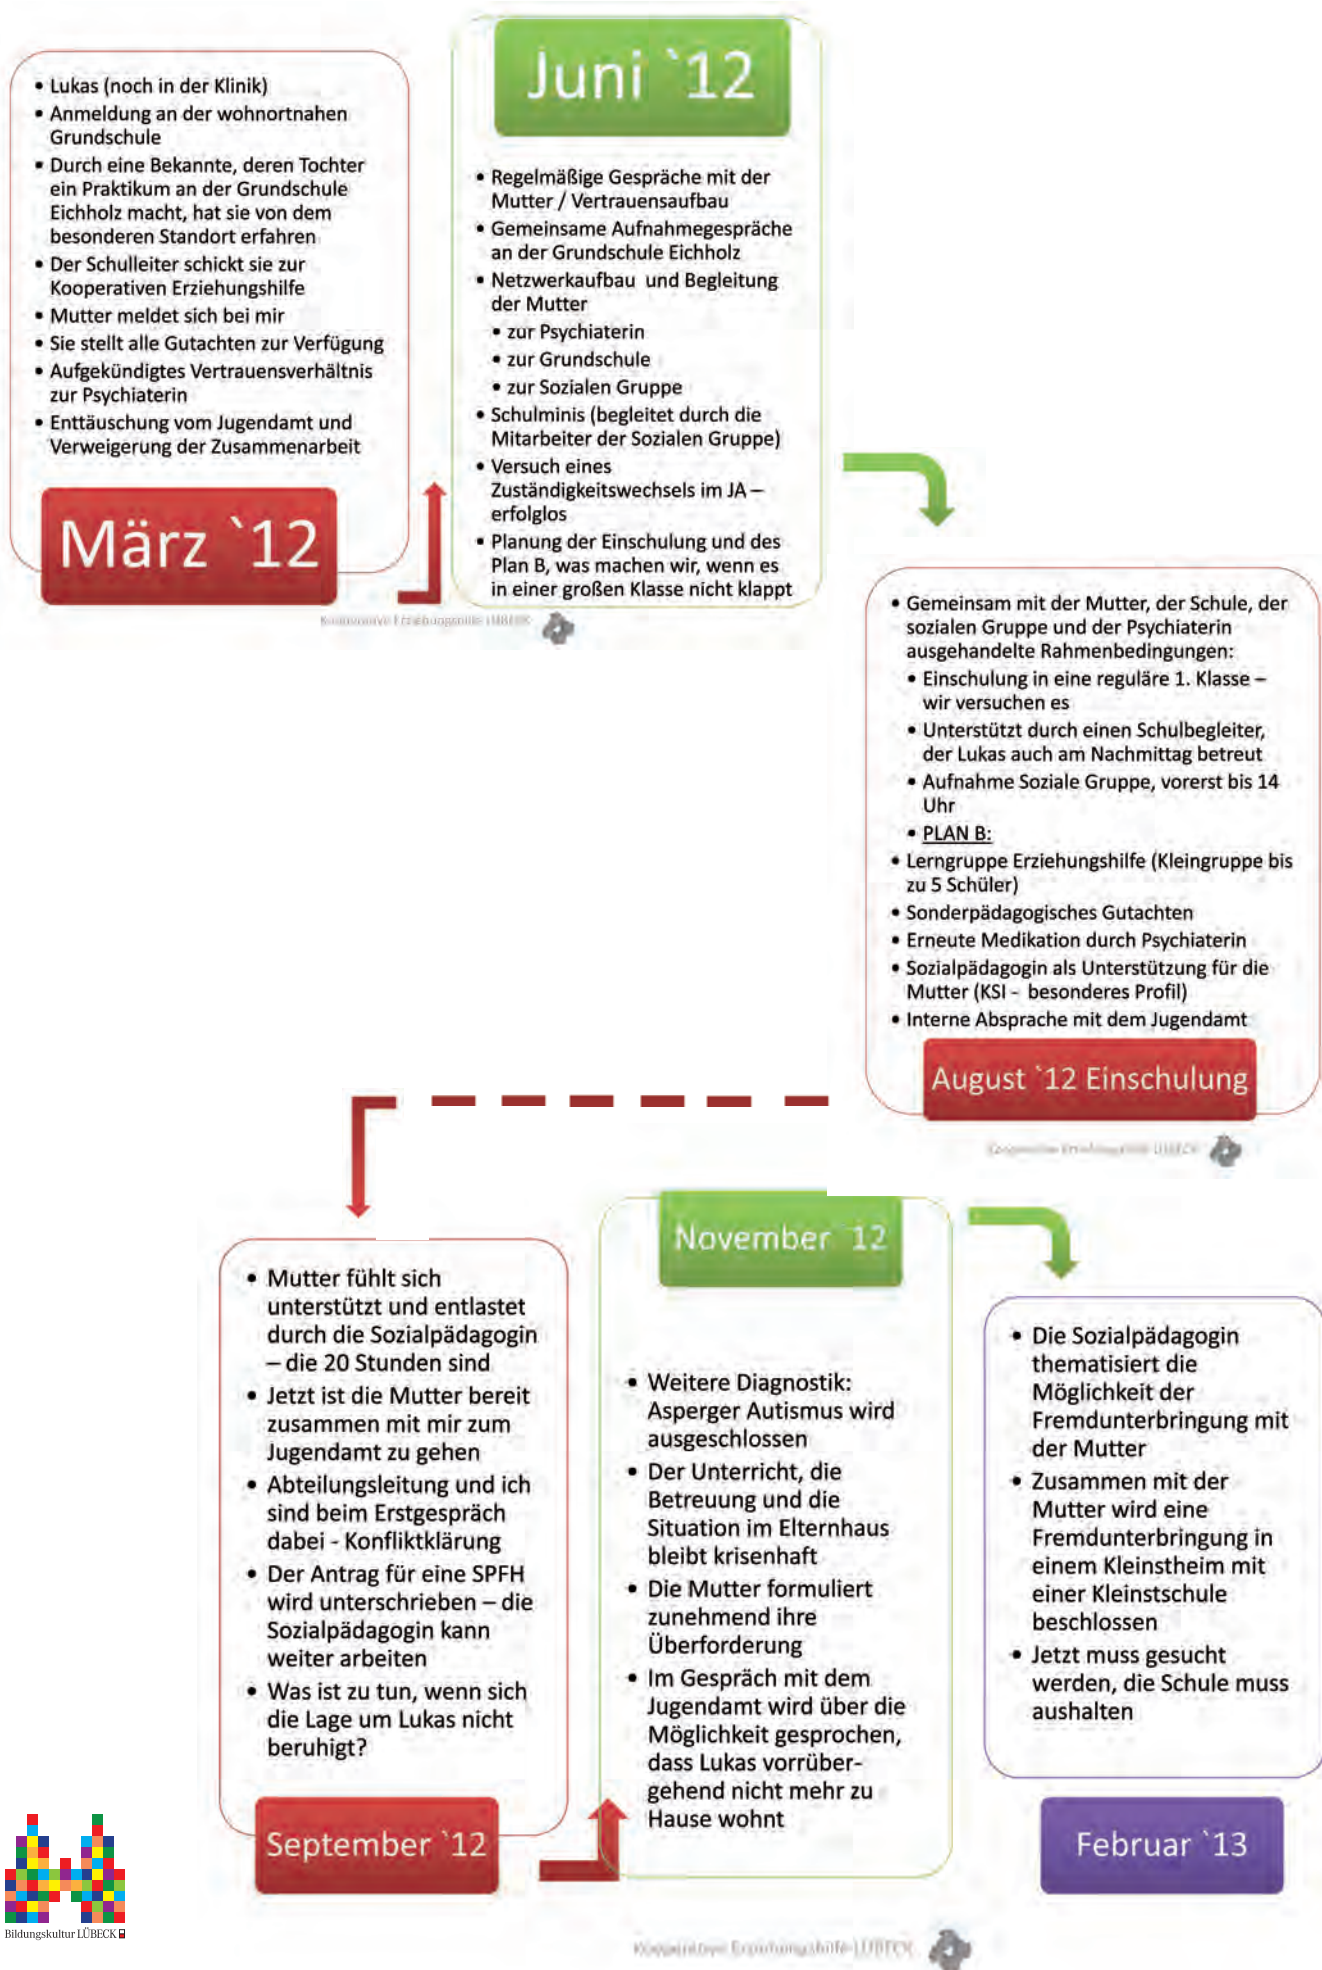 • Lukas (noch in der Klinik)
• Anmeldung an der wohnortnahen
Grundschule
• Durch eine Bekannte, deren Tochter
ein Praktikum an der Grundschule
Eichholz macht, hat sie von dem
besonderen Standort erfahren
• Der Schulleiter schickt sie zur
Kooperativen Erziehungshilfe
• Mutter meldet sich bei mir
• Sie stellt alle Gutachten zur Verfügung
• Aufgekündigtes Vertrauensverhältnis
zur Psychiaterin
• Enttäuschung vom Jugendamt und
Verweigerung der Zusammenarbeit
März `12
Juni `12
• Regelmäßige Gespräche mit der
Mutter / Vertrauensaufbau
• Gemeinsame Aufnahmegespräche
an der Grundschule Eichholz
• Netzwerkaufbau und Begleitung
der Mutter
• zur Psychiaterin
• zur Grundschule
• zur Sozialen Gruppe
• Schulminis (begleitet durch die
Mitarbeiter der Sozialen Gruppe)
• Versuch eines
Zuständigkeitswechsels im JA –
erfolglos
• Planung der Einschulung und des
Plan B, was machen wir, wenn es
in einer großen Klasse nicht klappt
Kooperative Erziehungshilfe LÜBECK
• Gemeinsam mit der Mutter, der Schule, der
sozialen Gruppe und der Psychiaterin
ausgehandelte Rahmenbedingungen:
• Einschulung in eine reguläre 1. Klasse –
wir versuchen es
• Unterstützt durch einen Schulbegleiter,
der Lukas auch am Nachmittag betreut
• Aufnahme Soziale Gruppe, vorerst bis 14
Uhr
• PLAN B:
• Lerngruppe Erziehungshilfe (Kleingruppe bis
zu 5 Schüler)
• Sonderpädagogisches Gutachten
• Erneute Medikation durch Psychiaterin
• Sozialpädagogin als Unterstützung für die
Mutter (KSI - besonderes Profil)
• Interne Absprache mit dem Jugendamt
August `12 Einschulung
Kooperative Erziehungshilfe LÜBECK
• Mutter fühlt sich
unterstützt und entlastet
durch die Sozialpädagogin
– die 20 Stunden sind
• Jetzt ist die Mutter bereit
zusammen mit mir zum
Jugendamt zu gehen
• Abteilungsleitung und ich
sind beim Erstgespräch
dabei - Konfliktklärung
• Der Antrag für eine SPFH
wird unterschrieben – die
Sozialpädagogin kann
weiter arbeiten
• Was ist zu tun, wenn sich
die Lage um Lukas nicht
beruhigt?
September `12
November `12
• Weitere Diagnostik:
Asperger Autismus wird
ausgeschlossen
• Der Unterricht, die
Betreuung und die
Situation im Elternhaus
bleibt krisenhaft
• Die Mutter formuliert
zunehmend ihre
Überforderung
• Im Gespräch mit dem
Jugendamt wird über die
Möglichkeit gesprochen,
dass Lukas vorrüber-
gehend nicht mehr zu
Hause wohnt
• Die Sozialpädagogin
thematisiert die
Möglichkeit der
Fremdunterbringung mit
der Mutter
• Zusammen mit der
Mutter wird eine
Fremdunterbringung in
einem Kleinstheim mit
einer Kleinstschule
beschlossen
• Jetzt muss gesucht
werden, die Schule muss
aushalten
Februar `13
Bildungskultur LÜBECK
Kooperative Erziehungshilfe LÜBECK